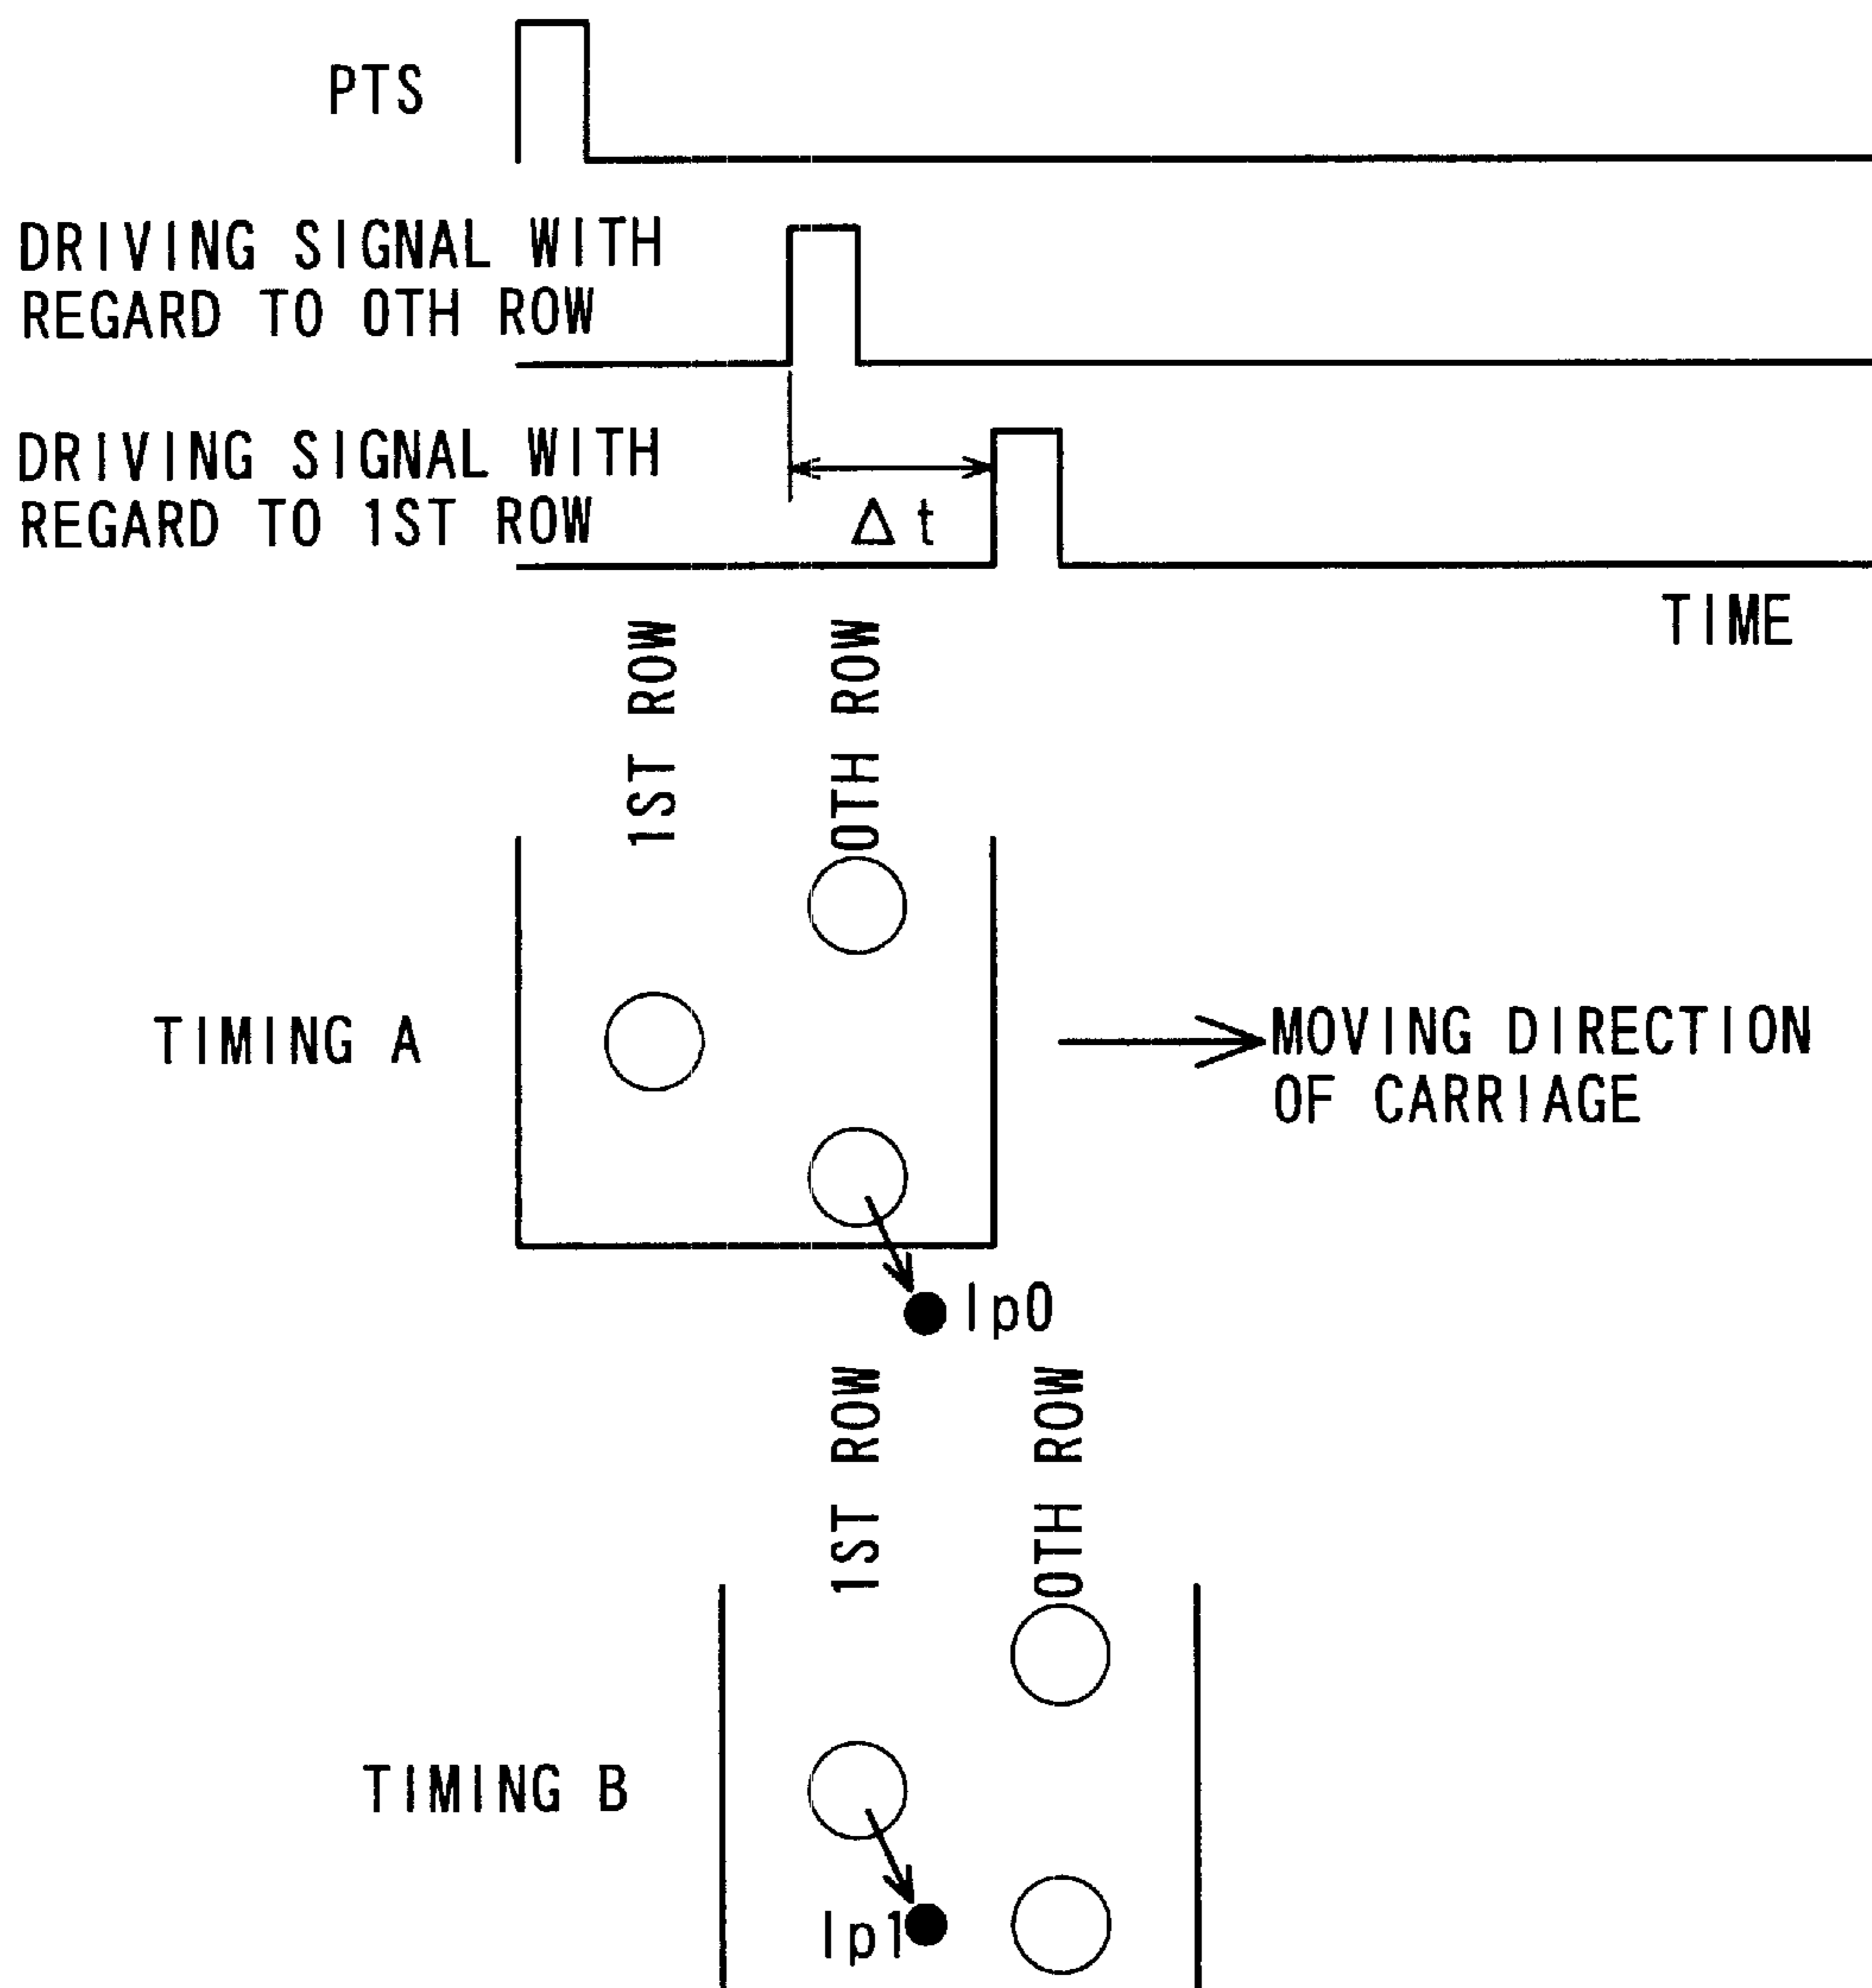 PTS
DRIVING SIGNAL WITH
REGARD TO 0TH ROW
DRIVING SIGNAL WITH
REGARD TO 1ST ROW
Δt
TIME
1ST ROW
0TH ROW
TIMING A
MOVING DIRECTION
OF CARRIAGE
Ip0
1ST ROW
0TH ROW
TIMING B
Ip1